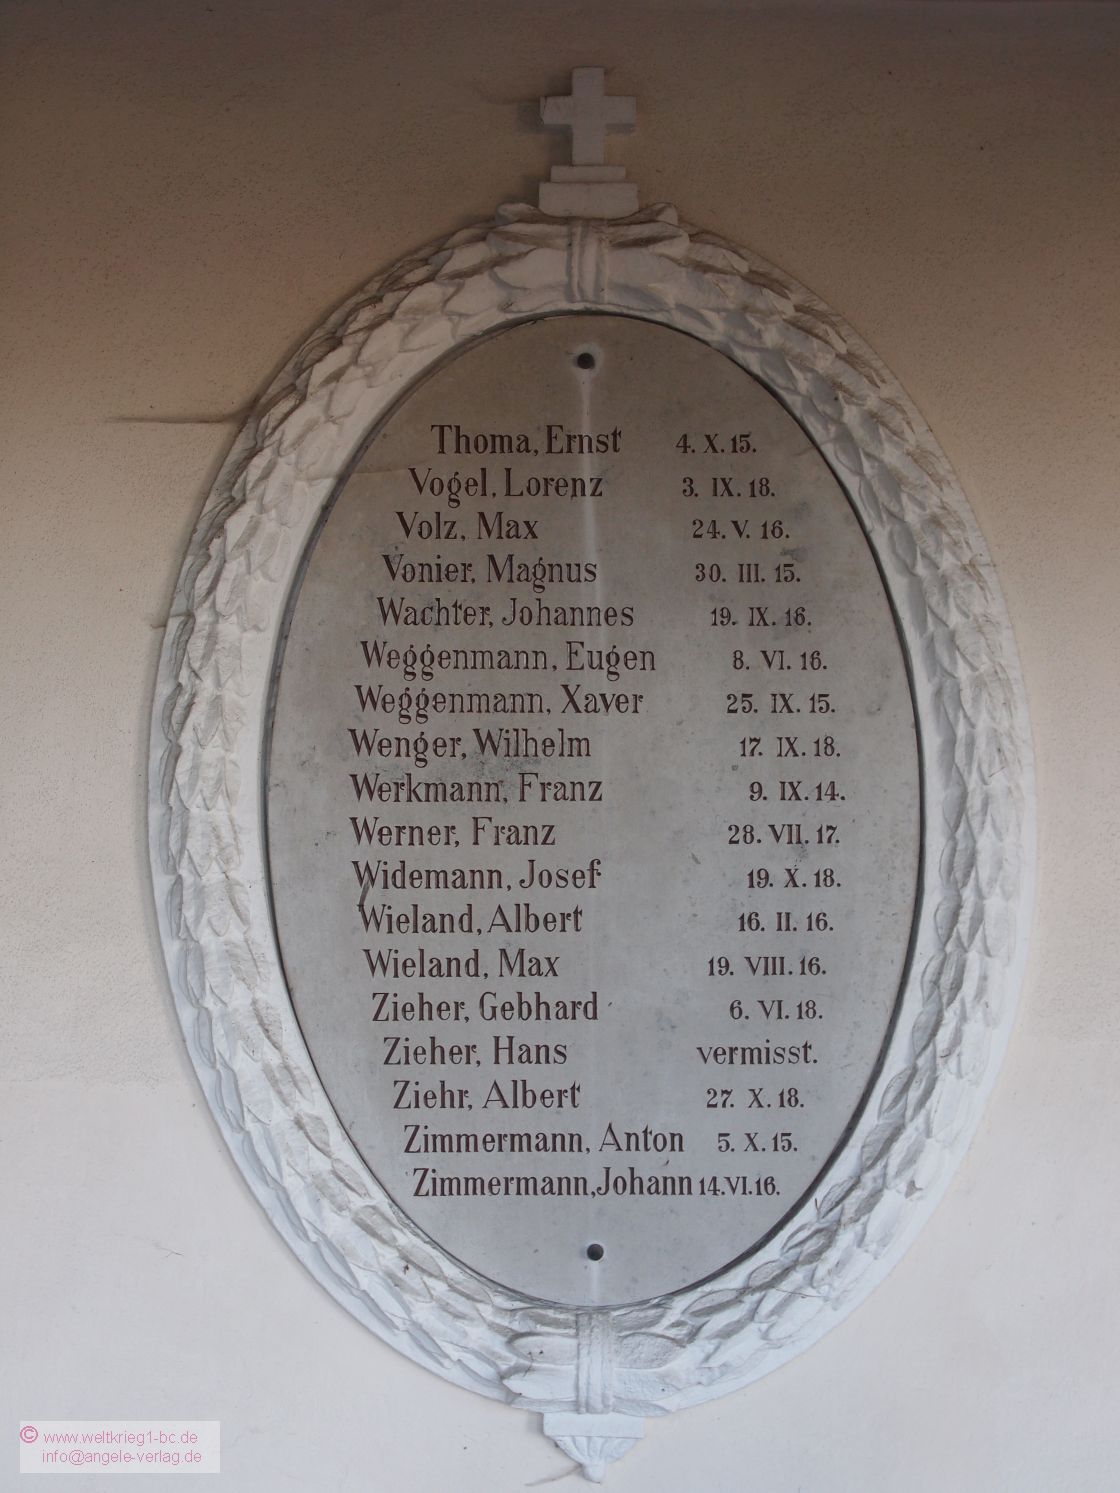 Thoma, Ernst 4. X. 15.
Vogel, Lorenz 3. IX. 18.
Volz, Max 24. V. 16.
Vonier, Magnus 30. III. 15.
Wachter, Johannes 19. IX. 16.
Weggenmann, Eugen 8. VI. 16.
Weggenmann, Xaver 25. IX. 15.
Wenger, Wilhelm 17. IX. 18.
Werkmann, Franz 9. IX. 14.
Werner, Franz 28. VII. 17.
Widemann, Josef 19. X. 18.
Wieland, Albert 16. II. 16.
Wieland, Max 19. VIII. 16.
Zieher, Gebhard 6. VI. 18.
Zieher, Hans vermisst.
Ziehr, Albert 27. X. 18.
Zimmermann, Anton 5. X. 15.
Zimmermann, Johann 14. VI. 16.
© www.weltkrieg1-bc.de
info@angele-verlag.de